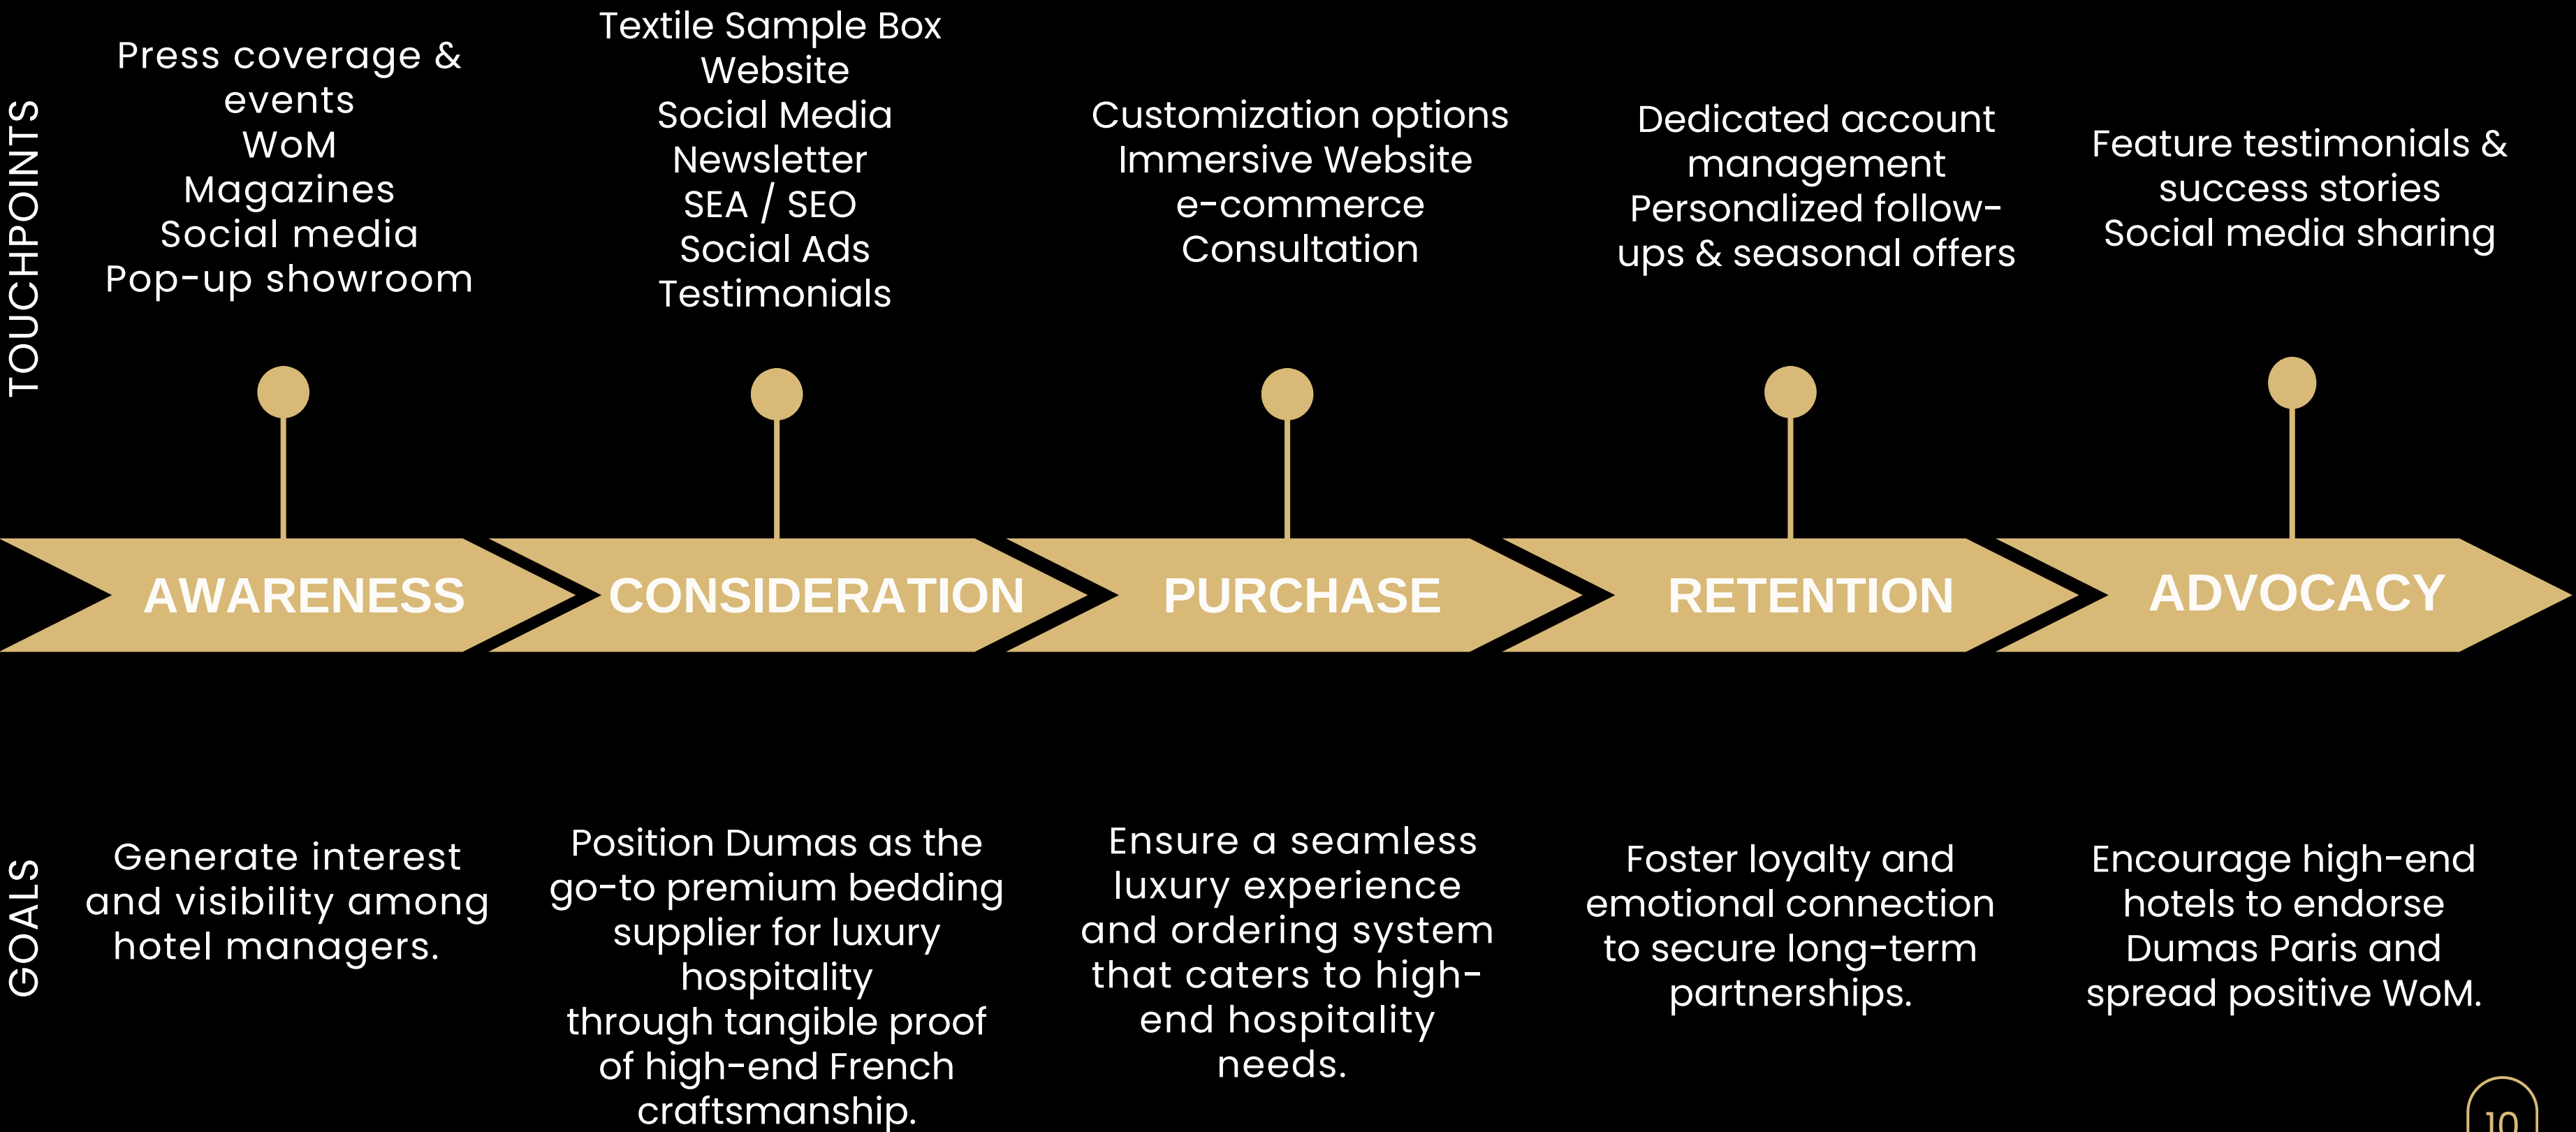 TOUCHPOINTS
Press coverage &
events
WoM
Magazines
Social media
Pop-up showroom
Textile Sample Box
Website
Social Media
Newsletter
SEA / SEO
Social Ads
Testimonials
Customization options
Immersive Website
e-commerce
Consultation
Dedicated account
management
Personalized follow-
ups & seasonal offers
Feature testimonials &
success stories
Social media sharing
AWARENESS
CONSIDERATION
PURCHASE
RETENTION
ADVOCACY
GOALS
Generate interest
and visibility among
hotel managers.
Position Dumas as the
go-to premium bedding
supplier for luxury
hospitality
through tangible proof
of high-end French
craftsmanship.
Ensure a seamless
luxury experience
and ordering system
that caters to high-
end hospitality
needs.
Foster loyalty and
emotional connection
to secure long-term
partnerships.
Encourage high-end
hotels to endorse
Dumas Paris and
spread positive WoM.
10